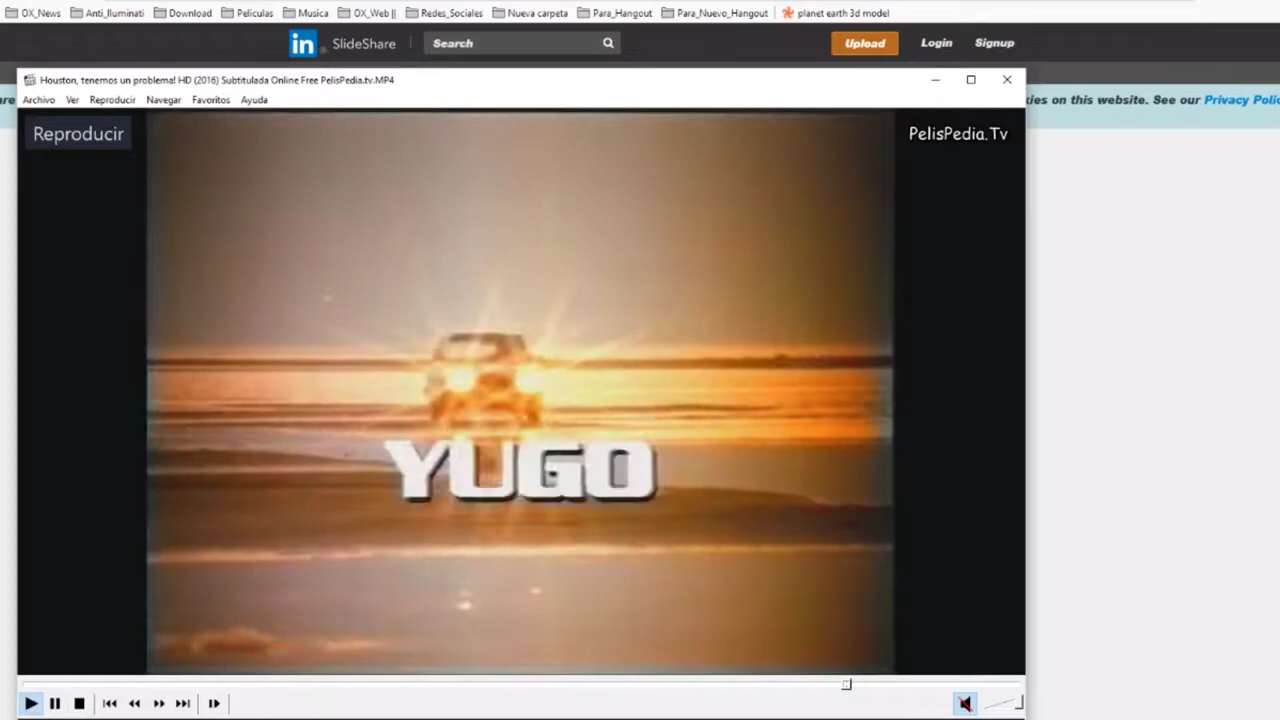 OX_News Anti_Iluminati Download Peliculas Musica OX_Web || Redes_Sociales Nueva carpeta Para_Hangout Para_Nuevo_Hangout planet earth 3d model
in SlideShare Search Upload Login Signup
Houston, tenemos un problema! HD (2016) Subtitulada Online Free PelisPedia.tv.MP4
Archivo Ver Reproducir Navegar Favoritos Ayuda
kies on this website. See our Privacy Polic
Reproducir
PelisPedia.Tv
YUGO